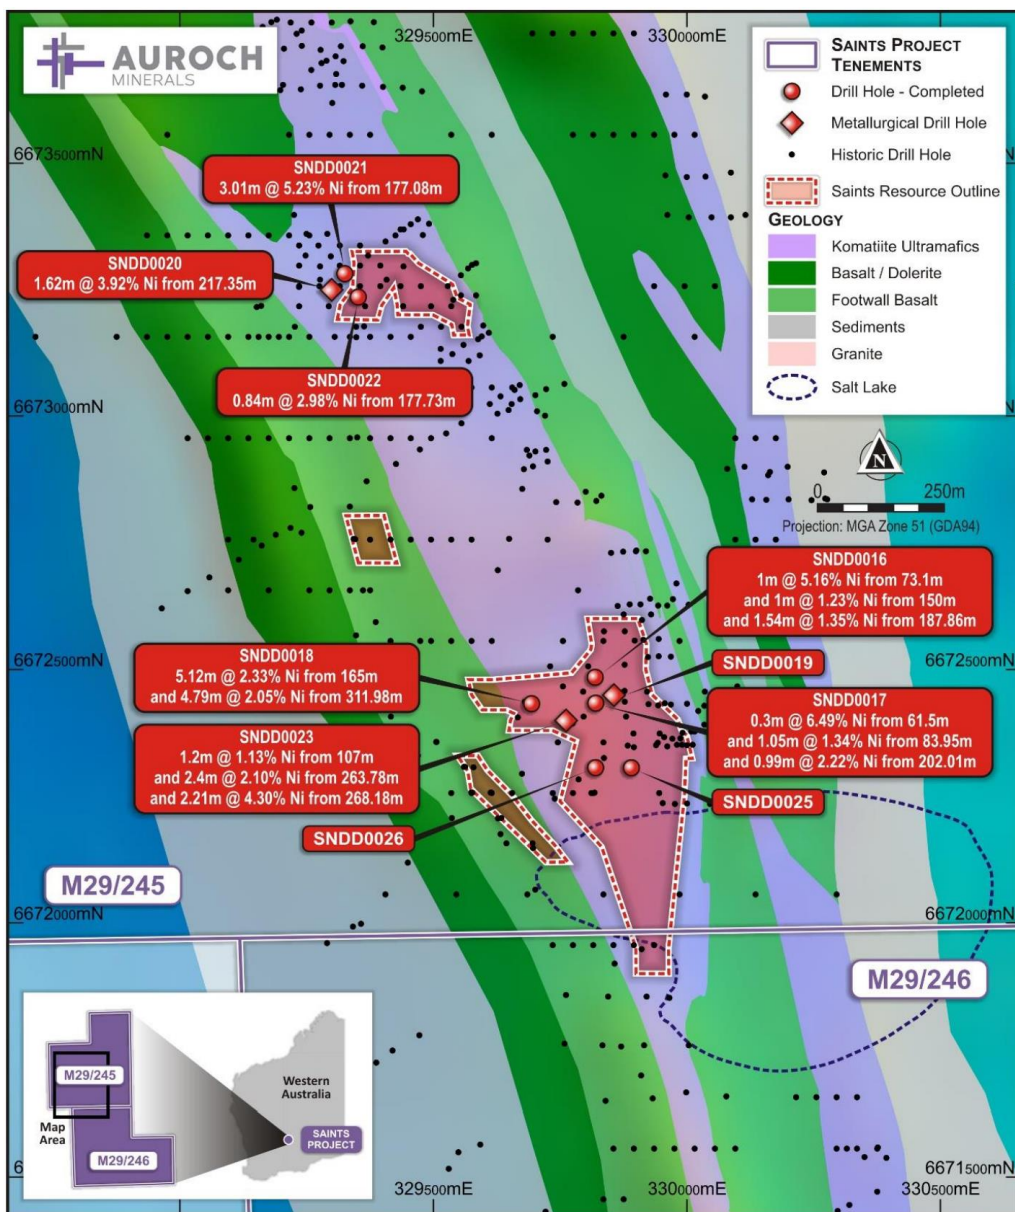 AUROCH
MINERALS
329500mE
330000mE
SAINTS PROJECT
TENEMENTS
Drill Hole - Completed
Metallurgical Drill Hole
Historic Drill Hole
Saints Resource Outline
GEOLOGY
Komatiite Ultramafics
Basalt / Dolerite
Footwall Basalt
Sediments
Granite
Salt Lake
6673500mN
SNDD0021
3.01m @ 5.23% Ni from 177.08m
SNDD0020
1.62m @ 3.92% Ni from 217.35m
SNDD0022
0.84m @ 2.98% Ni from 177.73m
6673000mN
N
0
250m
Projection: MGA Zone 51 (GDA94)
SNDD0016
1m @ 5.16% Ni from 73.1m
and 1m @ 1.23% Ni from 150m
and 1.54m @ 1.35% Ni from 187.86m
6672500mN
6672500mN
SNDD0018
5.12m @ 2.33% Ni from 165m
and 4.79m @ 2.05% Ni from 311.98m
SNDD0019
SNDD0017
0.3m @ 6.49% Ni from 61.5m
and 1.05m @ 1.34% Ni from 83.95m
and 0.99m @ 2.22% Ni from 202.01m
SNDD0023
1.2m @ 1.13% Ni from 107m
and 2.4m @ 2.10% Ni from 263.78m
and 2.21m @ 4.30% Ni from 268.18m
SNDD0025
SNDD0026
M29/245
6672000mN
6672000mN
M29/246
M29/245
Map
Area
M29/246
Western
Australia
SAINTS
PROJECT
6671500mN
329500mE
330000mE
330500mE